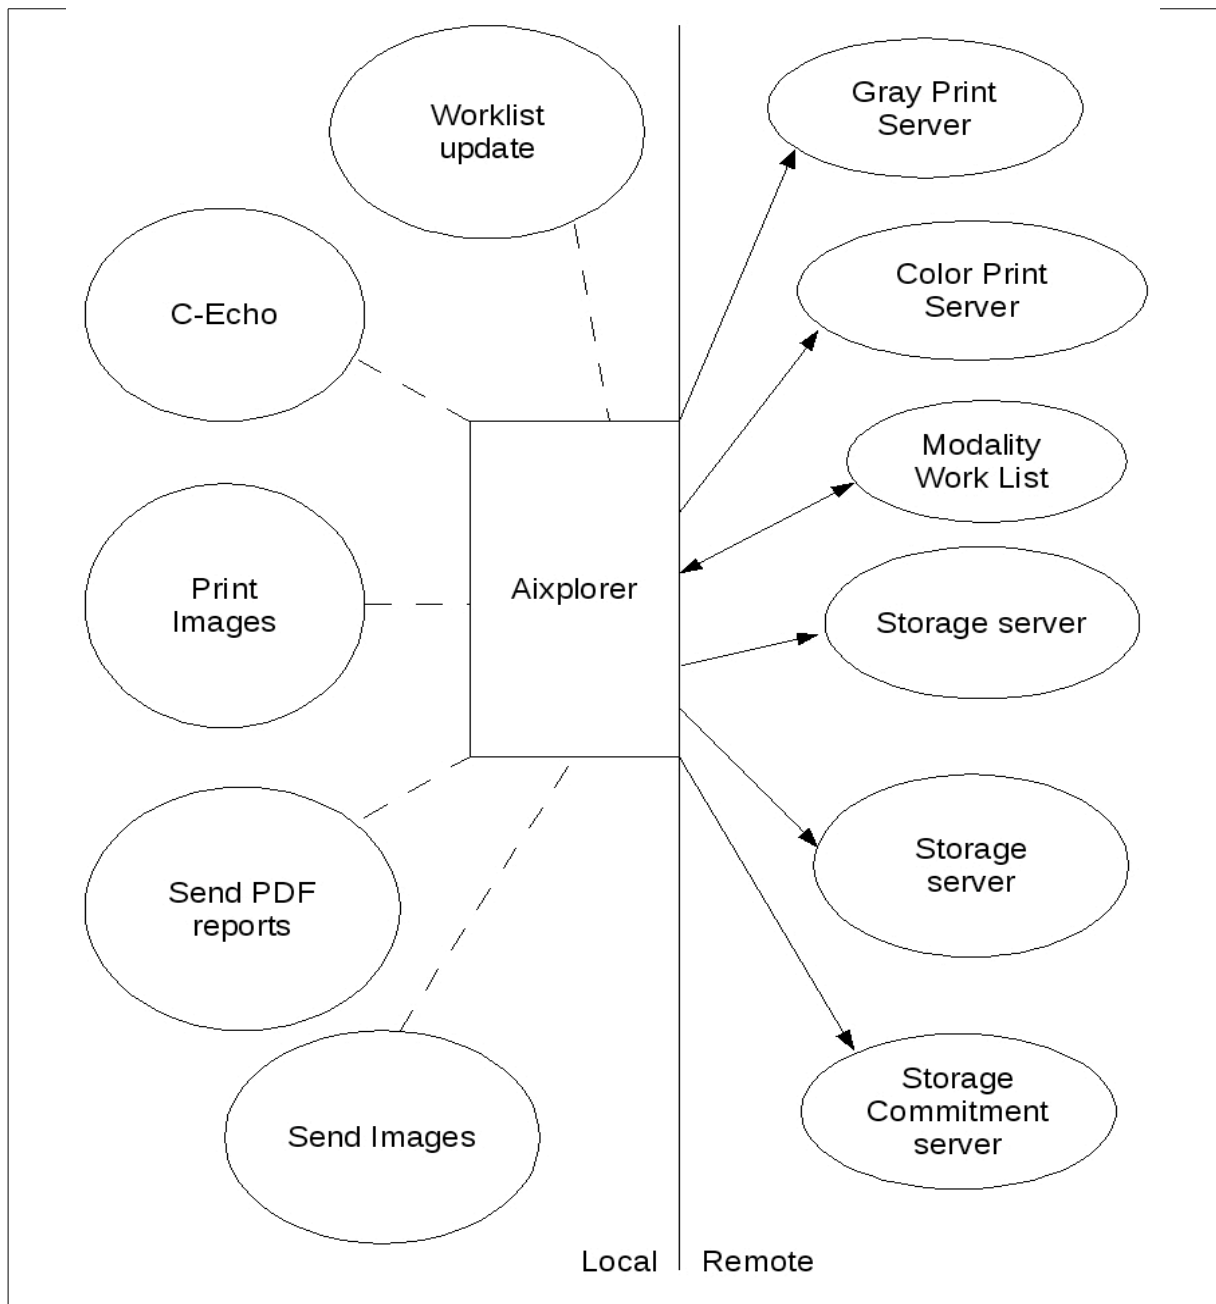 Worklist
update
Gray Print
Server
C-Echo
Color Print
Server
Modality
Work List
Print
Images
Aixplorer
Storage server
Send PDF
reports
Storage
server
Send Images
Storage
Commitment
server
Local
Remote